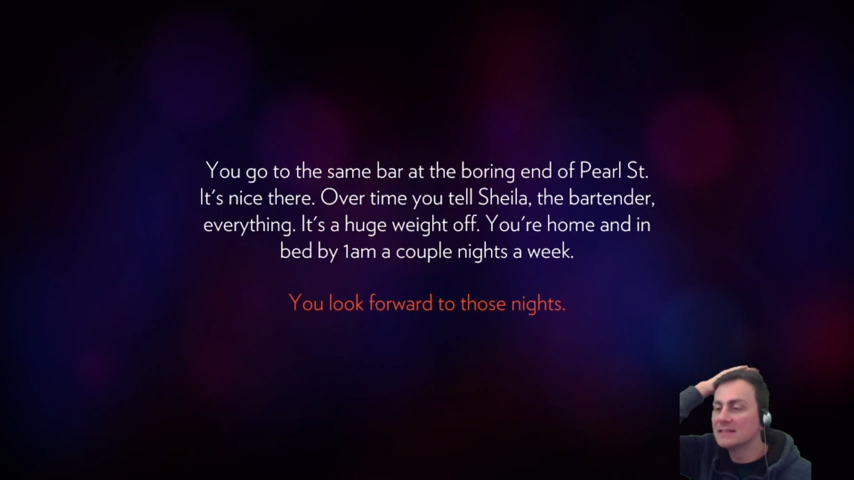 You go to the same bar at the boring end of Pearl St.
It's nice there. Over time you tell Sheila, the bartender,
everything. It's a huge weight off. You're home and in
bed by 1am a couple nights a week.
You look forward to those nights.